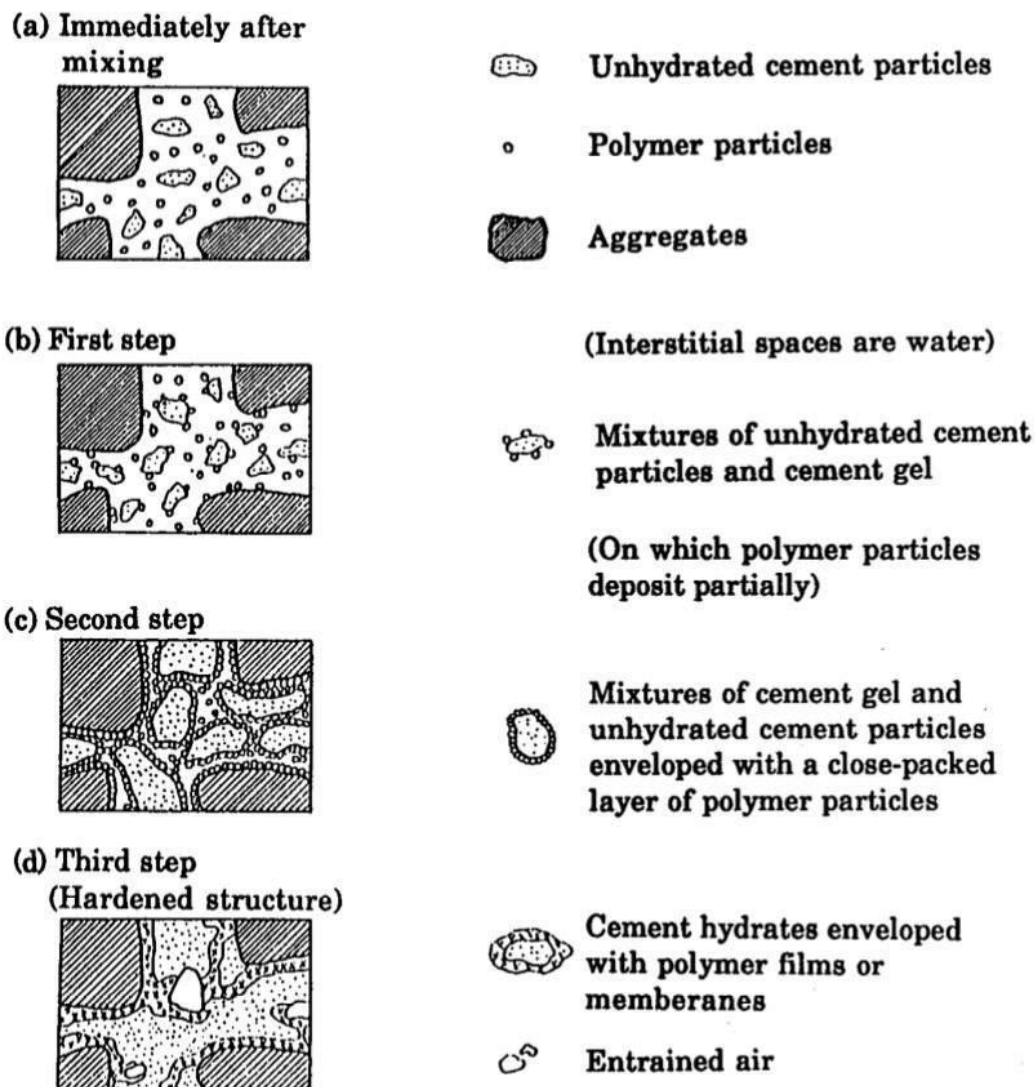 (a) Immediately after
mixing
Unhydrated cement particles
Polymer particles
Aggregates
(b) First step
(Interstitial spaces are water)
Mixtures of unhydrated cement
particles and cement gel
(On which polymer particles
deposit partially)
(c) Second step
Mixtures of cement gel and
unhydrated cement particles
enveloped with a close-packed
layer of polymer particles
(d) Third step
(Hardened structure)
Cement hydrates enveloped
with polymer films or
memberanes
Entrained air